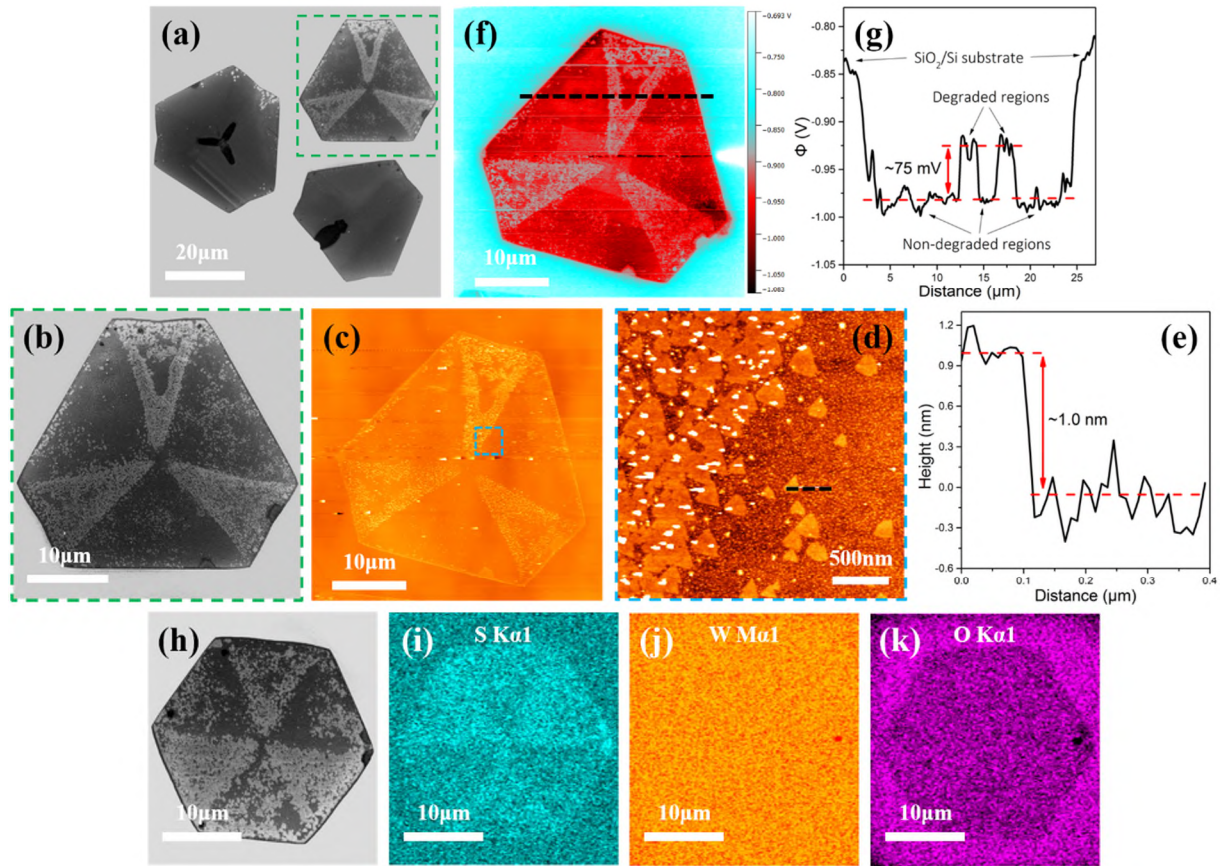 (a)
20μm
(f)
10μm
-0.693 V
-0.750
-0.800
-0.850
-0.900
-0.950
-1.000
-1.050
-1.083
(g)
-0.80
-0.85
-0.90
-0.95
-1.00
-1.05
Φ (V)
SiO2/Si substrate
Degraded regions
~75 mV
Non-degraded regions
0 5 10 15 20 25
Distance (μm)
(b)
10μm
(c)
10μm
(d)
500nm
(e)
1.2
0.9
0.6
0.3
0.0
-0.3
-0.6
Height (nm)
~1.0 nm
0.0 0.1 0.2 0.3 0.4
Distance (μm)
(h)
10μm
(i)
S Kα1
10μm
(j)
W Mα1
10μm
(k)
O Kα1
10μm